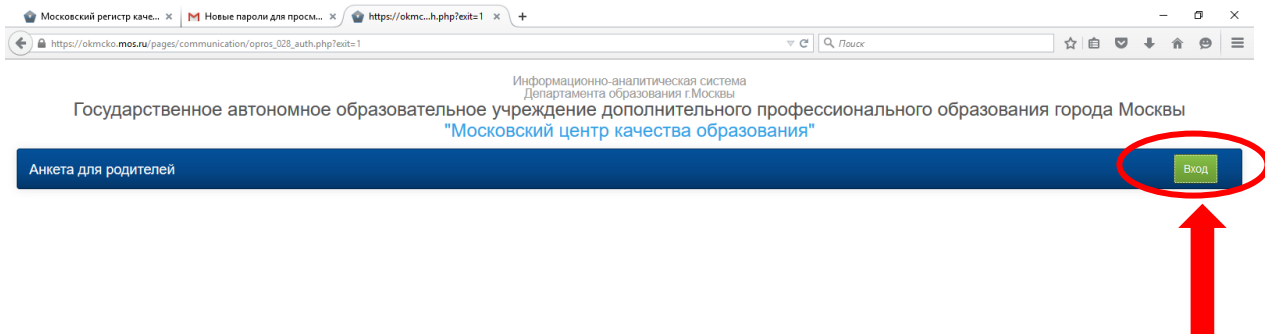 Московский регистр каче...
Новые пароли для просм...
https://okmc...h.php?exit=1
https://okmcko.mos.ru/pages/communication/opros_028_auth.php?exit=1
Поиск
Информационно-аналитическая система
Департамента образования г.Москвы
Государственное автономное образовательное учреждение дополнительного профессионального образования города Москвы
"Московский центр качества образования"
Анкета для родителей
Вход